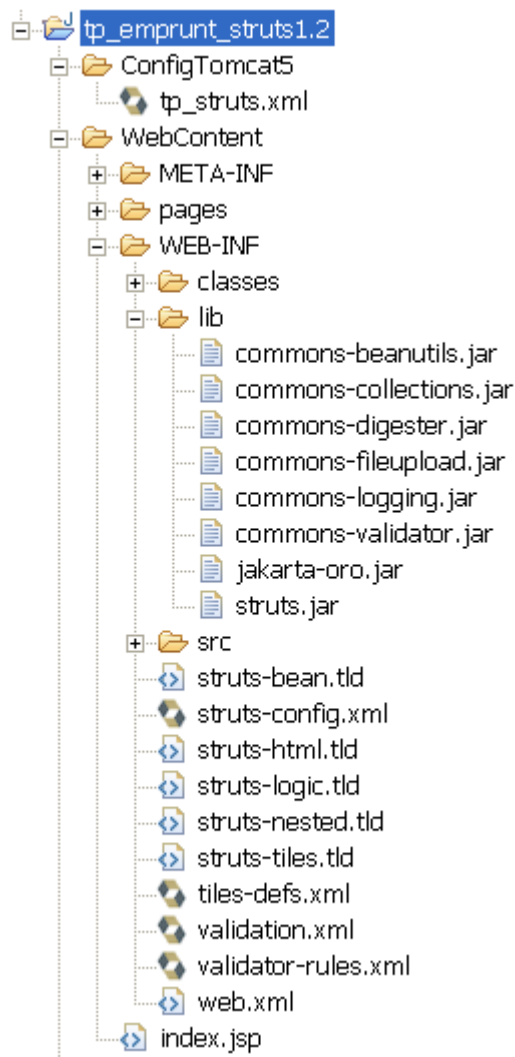 tp_emprunt_struts1.2
ConfigTomcat5
tp_struts.xml
WebContent
META-INF
pages
WEB-INF
classes
lib
commons-beanutils.jar
commons-collections.jar
commons-digester.jar
commons-fileupload.jar
commons-logging.jar
commons-validator.jar
jakarta-oro.jar
struts.jar
src
struts-bean.tld
struts-config.xml
struts-html.tld
struts-logic.tld
struts-nested.tld
struts-tiles.tld
tiles-defs.xml
validation.xml
validator-rules.xml
web.xml
index.jsp